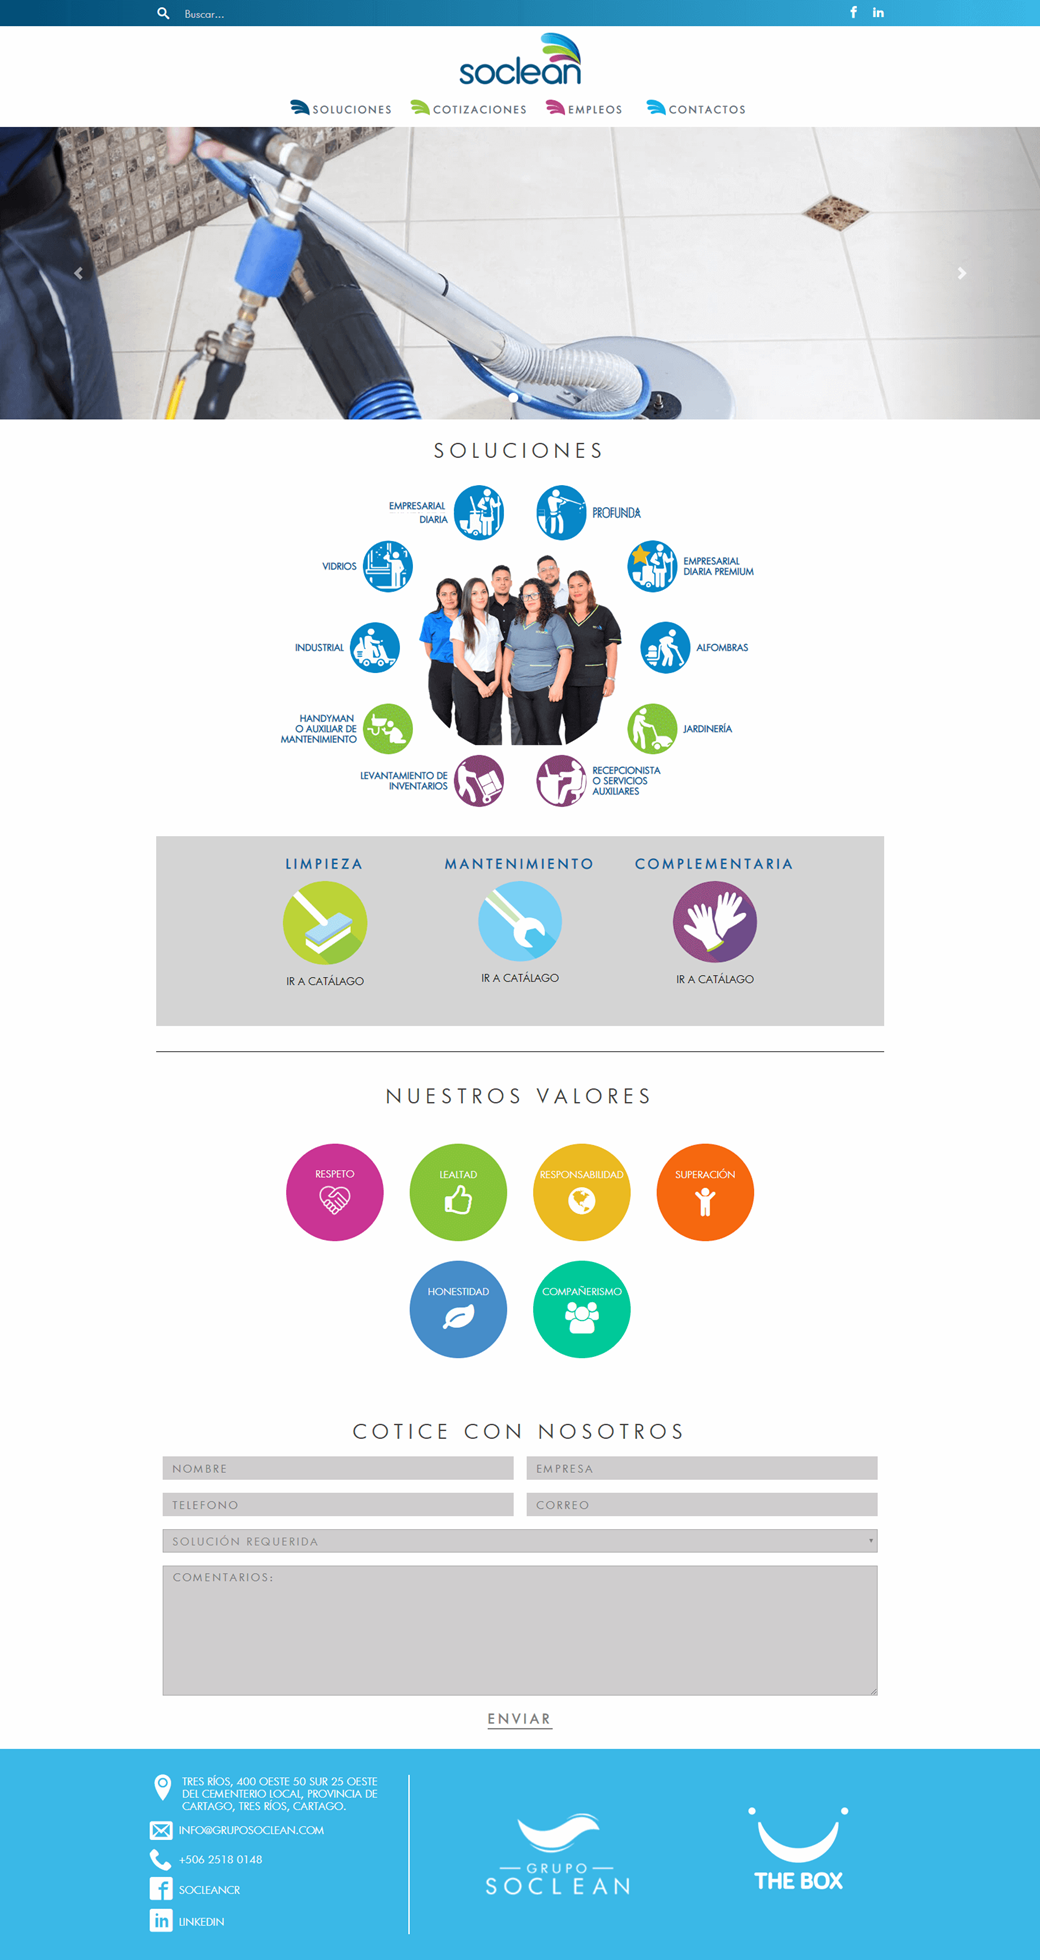 Buscar...
soclean
SOLUCIONES
COTIZACIONES
EMPLEOS
CONTACTOS
SOLUCIONES
EMPRESARIAL
DIARIA
PROFUNDA
VIDRIOS
EMPRESARIAL
DIARIA PREMIUM
INDUSTRIAL
ALFOMBRAS
HANDYMAN
O AUXILIAR DE
MANTENIMIENTO
JARDINERÍA
LEVANTAMIENTO DE
INVENTARIOS
RECEPCIONISTA
O SERVICIOS
AUXILIARES
LIMPIEZA
MANTENIMIENTO
COMPLEMENTARIA
IR A CATÁLAGO
IR A CATÁLAGO
IR A CATÁLAGO
NUESTROS VALORES
RESPETO
LEALTAD
RESPONSABILIDAD
SUPERACIÓN
HONESTIDAD
COMPAÑERISMO
COTICE CON NOSOTROS
NOMBRE
EMPRESA
TELEFONO
CORREO
SOLUCIÓN REQUERIDA
COMENTARIOS:
ENVIAR
TRES RÍOS, 400 OESTE 50 SUR 25 OESTE
DEL CEMENTERIO LOCAL, PROVINCIA DE
CARTAGO, TRES RÍOS, CARTAGO.
INFO@GRUPOSOCLEAN.COM
+506 2518 0148
SOCLEANCR
LINKEDIN
GRUPO
SOCLEAN
THE BOX